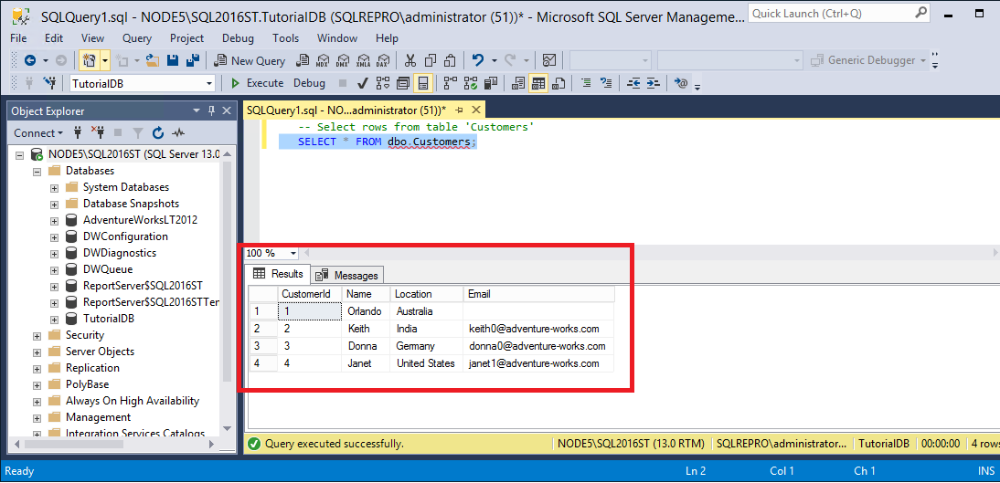 SQLQuery1.sql - NODE5\SQL2016ST.TutorialDB (SQLREPRO\administrator (51))* - Microsoft SQL Server Manageme...
Quick Launch (Ctrl+Q)
File Edit View Query Project Debug Tools Window Help
New Query MDX DMX XMLA DAX Generic Debugger
TutorialDB Execute Debug
Object Explorer
Connect
NODE5\SQL2016ST (SQL Server 13.0
Databases
System Databases
Database Snapshots
AdventureWorksLT2012
DWConfiguration
DWDiagnostics
DWQueue
ReportServer$SQL2016ST
ReportServer$SQL2016STTer
TutorialDB
Security
Server Objects
Replication
PolyBase
Always On High Availability
Management
Integration Services Catalogs
SQLQuery1.sql - NO...administrator (51))*
-- Select rows from table 'Customers'
SELECT * FROM dbo.Customers;
100 %
Results Messages
CustomerId Name Location Email
1 1 Orlando Australia
2 2 Keith India keith0@adventure-works.com
3 3 Donna Germany donna0@adventure-works.com
4 4 Janet United States janet1@adventure-works.com
Query executed successfully. NODE5\SQL2016ST (13.0 RTM) SQLREPRO\administrator... TutorialDB 00:00:00 4 rows
Ready Ln 2 Col 1 Ch 1 INS